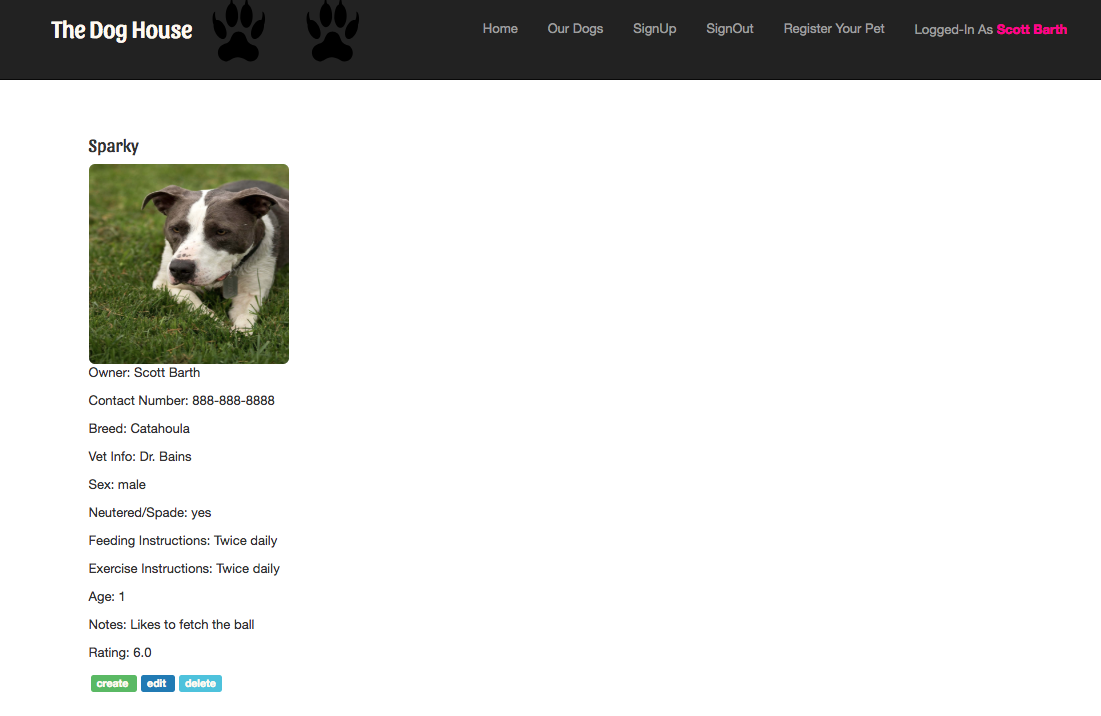 The Dog House Home Our Dogs SignUp SignOut Register Your Pet Logged-In As Scott Barth
Sparky
Owner: Scott Barth
Contact Number: 888-888-8888
Breed: Catahoula
Vet Info: Dr. Bains
Sex: male
Neutered/Spade: yes
Feeding Instructions: Twice daily
Exercise Instructions: Twice daily
Age: 1
Notes: Likes to fetch the ball
Rating: 6.0
create edit delete